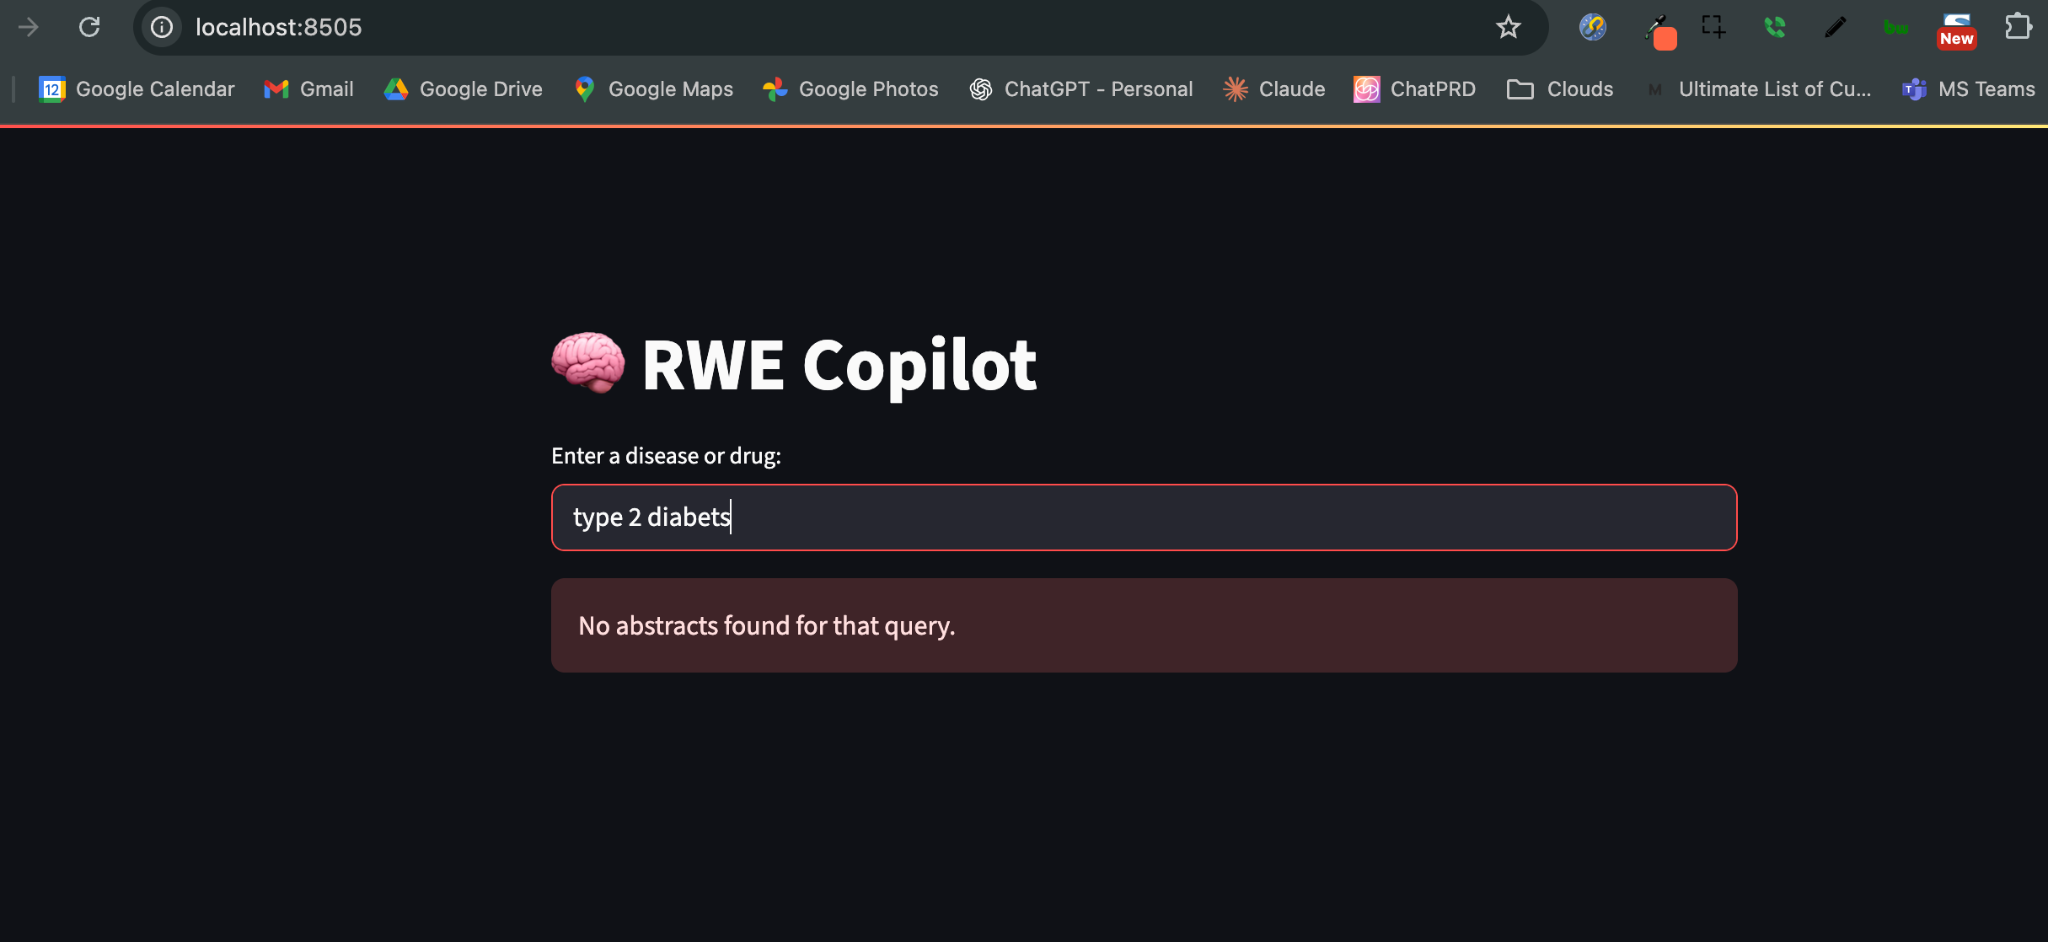 localhost:8505
New
12 Google Calendar Gmail Google Drive Google Maps Google Photos ChatGPT - Personal Claude ChatPRD Clouds M Ultimate List of Cu... T MS Teams
RWE Copilot
Enter a disease or drug:
type 2 diabets
No abstracts found for that query.